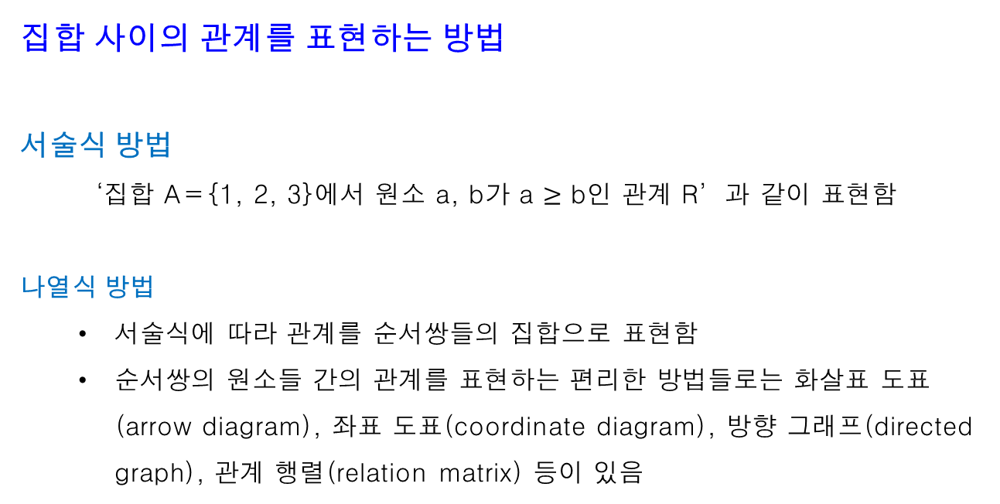 집합 사이의 관계를 표현하는 방법
서술식 방법
‘집합 A={1, 2, 3}에서 원소 a, b가 a ≥ b인 관계 R’과 같이 표현함
나열식 방법
• 서술식에 따라 관계를 순서쌍들의 집합으로 표현함
• 순서쌍의 원소들 간의 관계를 표현하는 편리한 방법들로는 화살표 도표
(arrow diagram), 좌표 도표(coordinate diagram), 방향 그래프(directed
graph), 관계 행렬(relation matrix) 등이 있음